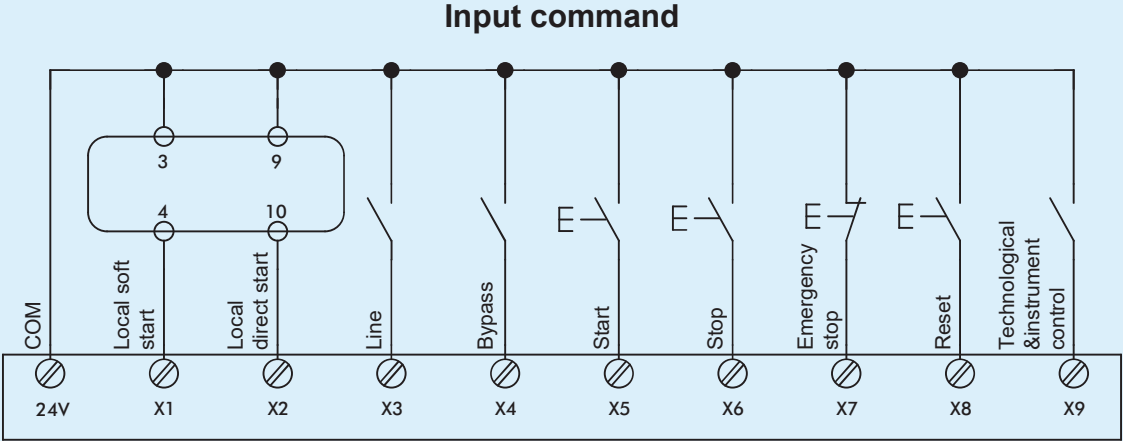 Input command
3
9
4
10
COM
Local soft
start
Local
direct start
Line
Bypass
Start
Stop
Emergency
stop
Reset
Technological
&instrument
control
24V
X1
X2
X3
X4
X5
X6
X7
X8
X9